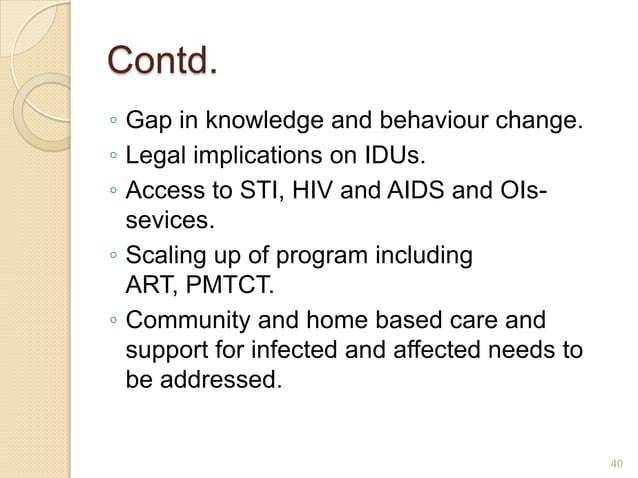 Contd.
◦ Gap in knowledge and behaviour change.
◦ Legal implications on IDUs.
◦ Access to STI, HIV and AIDS and OIs-
sevices.
◦ Scaling up of program including
ART, PMTCT.
◦ Community and home based care and
support for infected and affected needs to
be addressed.
40